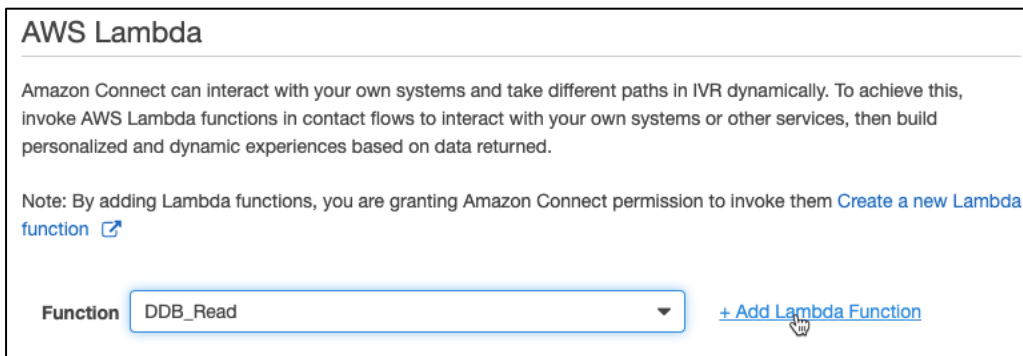 AWS Lambda
Amazon Connect can interact with your own systems and take different paths in IVR dynamically. To achieve this,
invoke AWS Lambda functions in contact flows to interact with your own systems or other services, then build
personalized and dynamic experiences based on data returned.
Note: By adding Lambda functions, you are granting Amazon Connect permission to invoke them Create a new Lambda
function
Function DDB_Read + Add Lambda Function